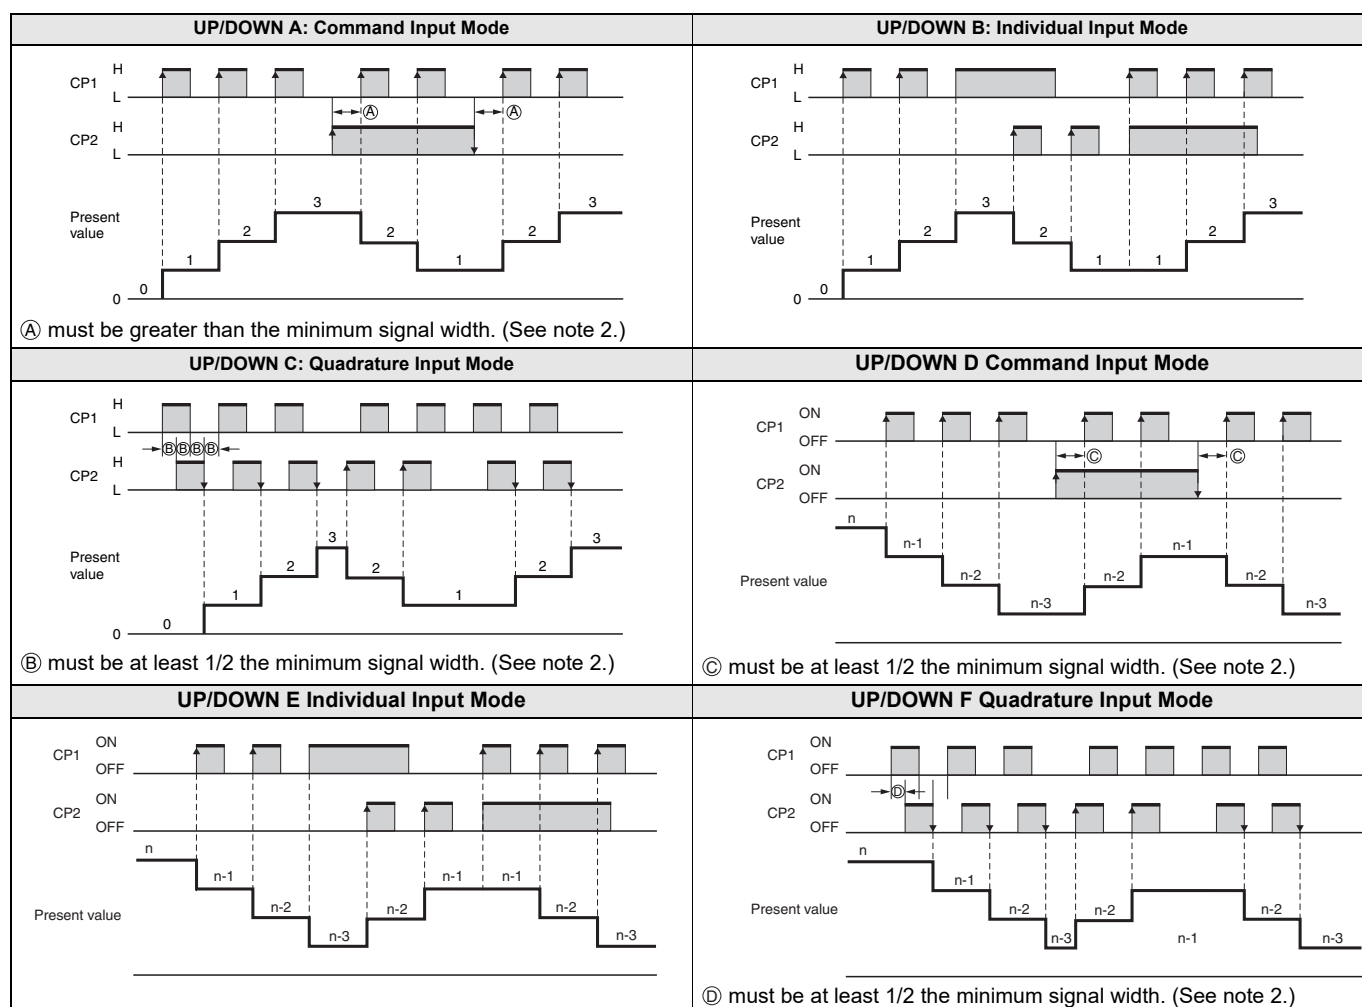 UP/DOWN A: Command Input Mode
H
CP1
L
A A
H
CP2
L
Present
value
0 1 2 3 2 1 2 3
0
Ⓐ must be greater than the minimum signal width. (See note 2.)
UP/DOWN B: Individual Input Mode
H
CP1
L
H
CP2
L
Present
value
0 1 2 3 2 1 1 2 3
0
UP/DOWN C: Quadrature Input Mode
H
CP1
L
B B B B
H
CP2
L
Present
value
0 1 2 3 2 1 2 3
0
Ⓑ must be at least 1/2 the minimum signal width. (See note 2.)
UP/DOWN D Command Input Mode
ON
CP1
OFF
C C
ON
CP2
OFF
n n-1 n-2 n-3 n-2 n-1 n-2 n-3
Present value
Ⓒ must be at least 1/2 the minimum signal width. (See note 2.)
UP/DOWN E Individual Input Mode
ON
CP1
OFF
ON
CP2
OFF
n n-1 n-2 n-3 n-2 n-1 n-1 n-2 n-3
Present value
UP/DOWN F Quadrature Input Mode
ON
CP1
OFF
D
ON
CP2
OFF
n n-1 n-2 n-3 n-2 n-1 n-2 n-3
Present value
Ⓓ must be at least 1/2 the minimum signal width. (See note 2.)